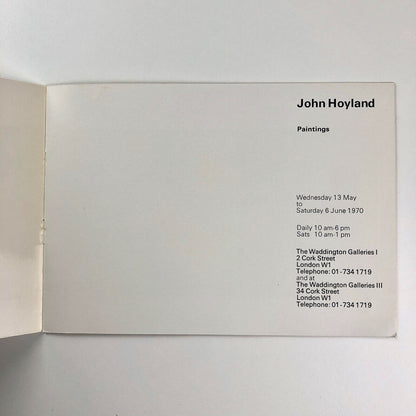 John Hoyland
Paintings
Wednesday 13 May
to
Saturday 6 June 1970
Daily 10 am-6 pm
Sats 10 am-1 pm
The Waddington Galleries I
2 Cork Street
London W1
Telephone: 01-734 1719
and at
The Waddington Galleries III
34 Cork Street
London W1
Telephone: 01-734 1719